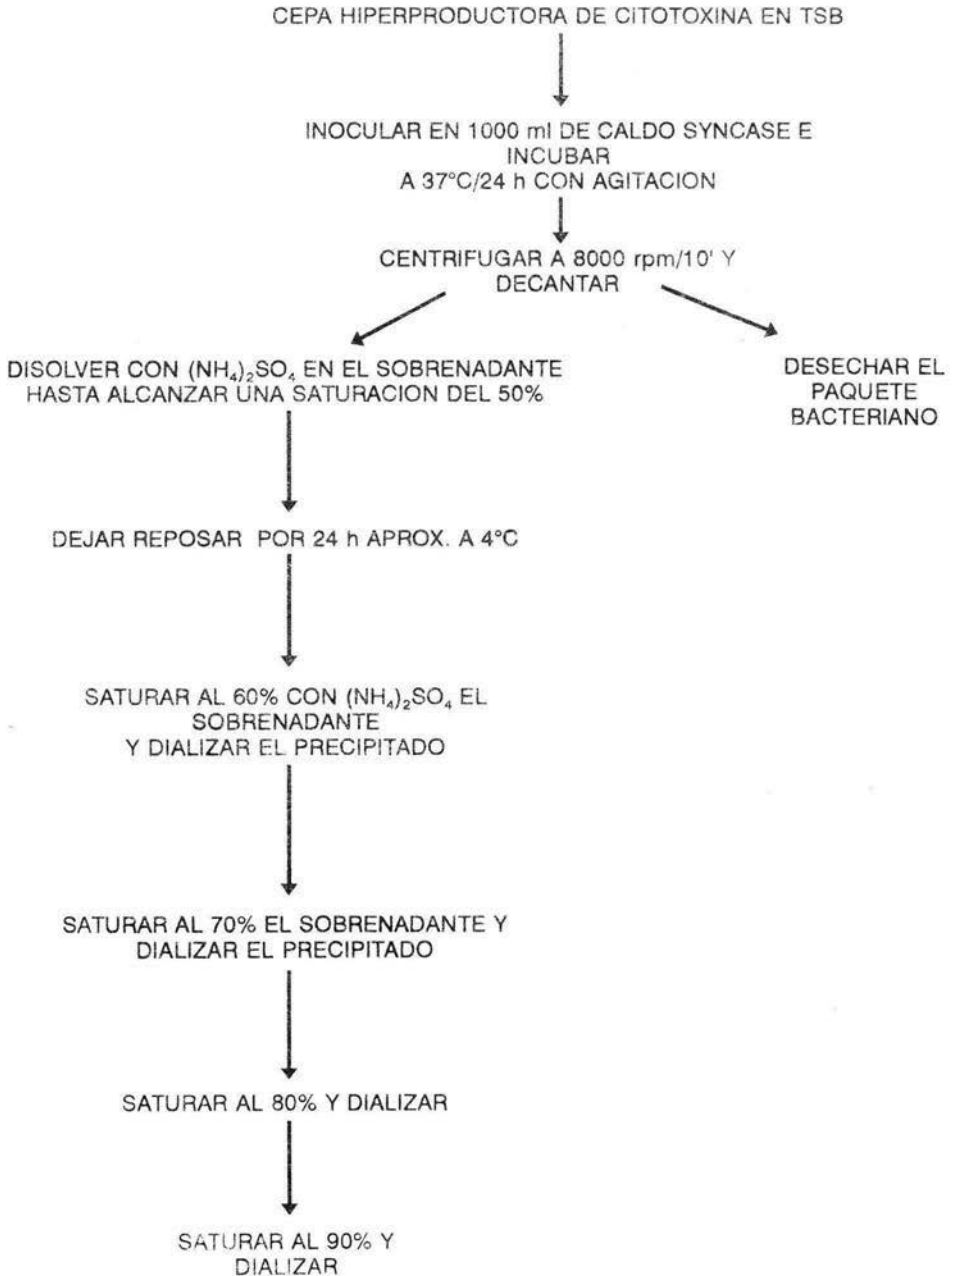 CEPA HIPERPRODUCTORA DE CITOTOXINA EN TSB
INOCULAR EN 1000 ml DE CALDO SYNCASE E
INCUBAR
A 37°C/24 h CON AGITACION
CENTRIFUGAR A 8000 rpm/10' Y
DECANTAR
DISOLVER CON (NH₄)₂SO₄ EN EL SOBRENADANTE
HASTA ALCANZAR UNA SATURACION DEL 50%
DESECHAR EL
PAQUETE
BACTERIANO
DEJAR REPOSAR POR 24 h APROX. A 4°C
SATURAR AL 60% CON (NH₄)₂SO₄ EL
SOBRENADANTE
Y DIALIZAR EL PRECIPITADO
SATURAR AL 70% EL SOBRENADANTE Y
DIALIZAR EL PRECIPITADO
SATURAR AL 80% Y DIALIZAR
SATURAR AL 90% Y
DIALIZAR